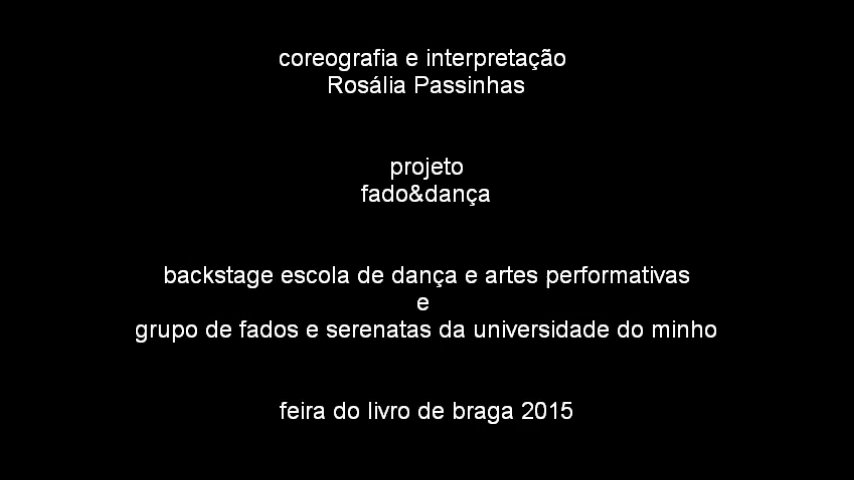 coreografia e interpretação
Rosália Passinhas
projeto
fado&dança
backstage escola de dança e artes performativas
e
grupo de fados e serenatas da universidade do minho
feira do livro de braga 2015